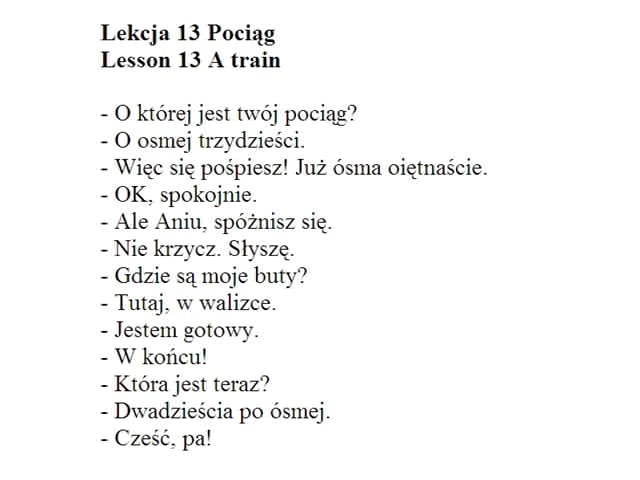 Lekcja 13 Pociąg
Lesson 13 A train
- O której jest twój pociąg?
- O osmej trzydzieści.
- Więc się pośpiesz! Już ósma oiętnaście.
- OK, spokojnie.
- Ale Aniu, spóżnisz się.
- Nie krzycz. Słyszę.
- Gdzie są moje buty?
- Tutaj, w walizce.
- Jestem gotowy.
- W końcu!
- Która jest teraz?
- Dwadzieścia po ósmej.
- Cześć, pa!